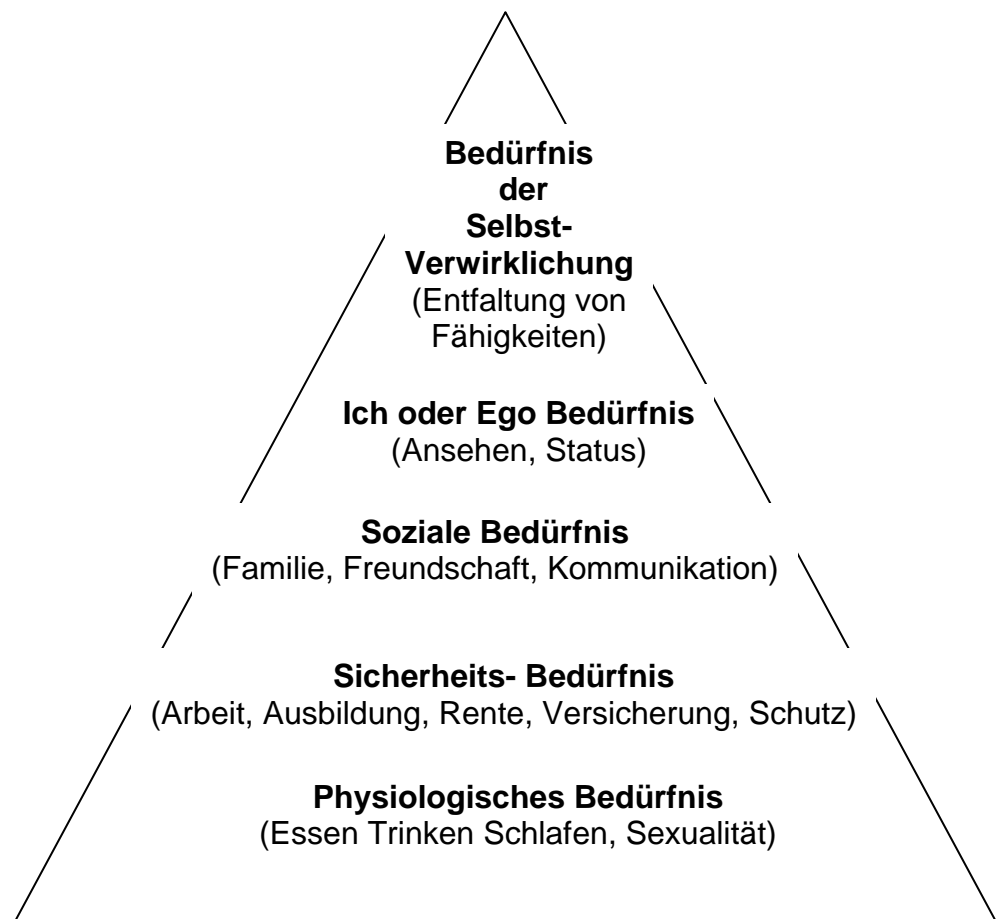 Bedürfnis
der
Selbst-
Verwirklichung
(Entfaltung von
Fähigkeiten)
Ich oder Ego Bedürfnis
(Ansehen, Status)
Soziale Bedürfnis
(Familie, Freundschaft, Kommunikation)
Sicherheits- Bedürfnis
(Arbeit, Ausbildung, Rente, Versicherung, Schutz)
Physiologisches Bedürfnis
(Essen Trinken Schlafen, Sexualität)